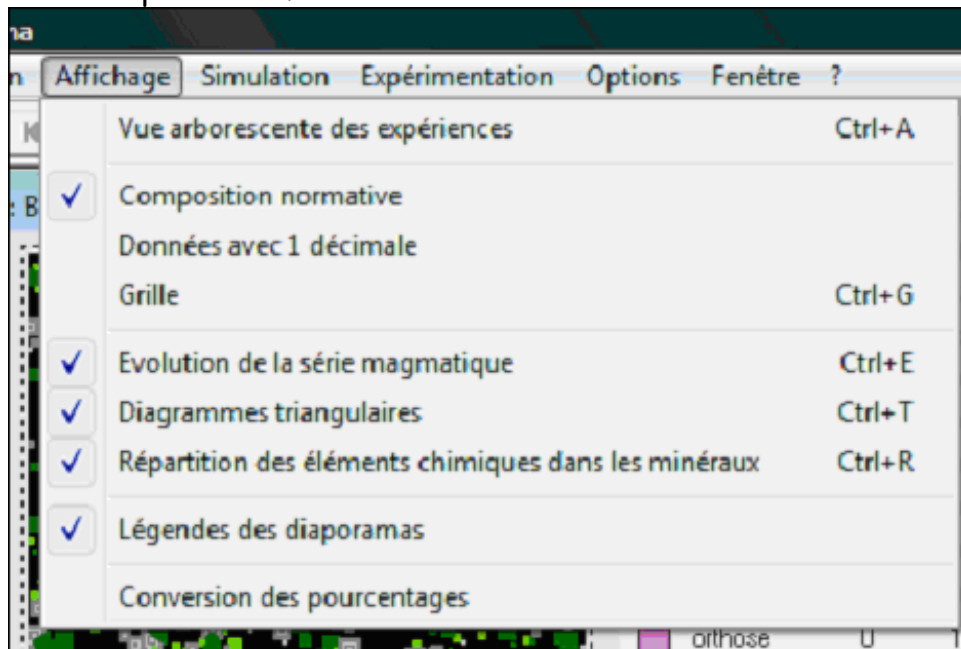 na
n Affichage Simulation Expérimentation Options Fenêtre ?
Vue arborescente des expériences Ctrl+A
: B
Composition normative
Données avec 1 décimale
Grille Ctrl+G
Evolution de la série magmatique Ctrl+E
Diagrammes triangulaires Ctrl+T
Répartition des éléments chimiques dans les minéraux Ctrl+R
Légendes des diaporamas
Conversion des pourcentages
orthose 0